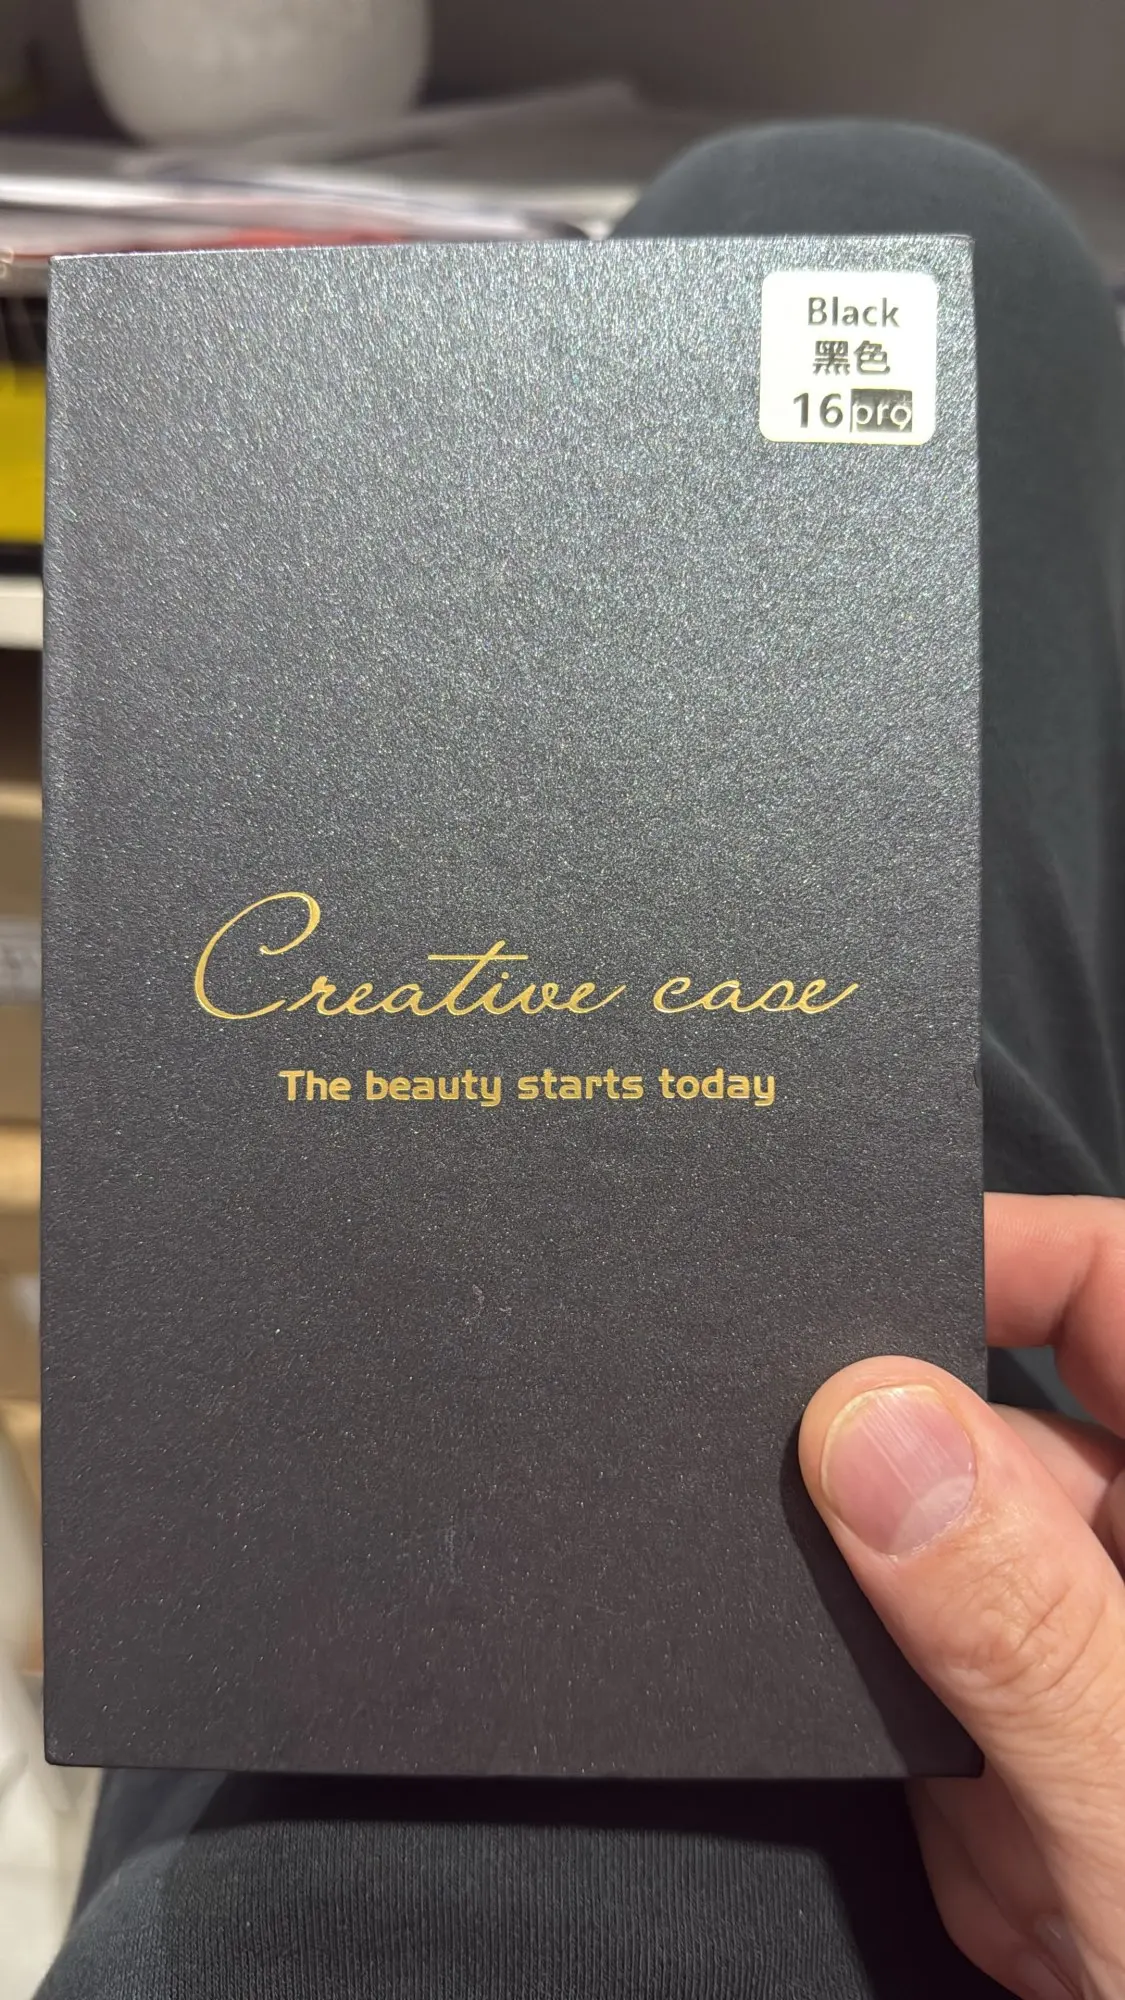 Black
黑色
16pro
Creative case
The beauty starts today